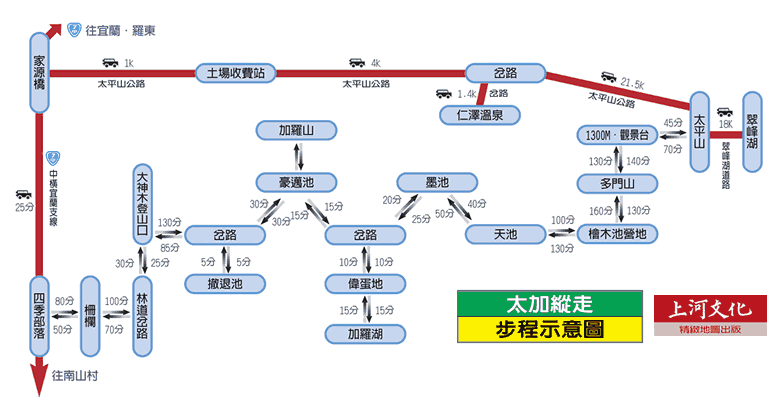 往宜蘭・羅東
家源橋
1k
太平山公路
土場收費站
4k
太平山公路
岔路
21.5k
太平山公路
1.4k
岔路
仁澤溫泉
太平山
18K
翠峰湖道路
翠峰湖
7
中橫宜蘭支線
25分
加羅山
1300M・觀景台
45分
70分
130分
140分
大神木登山口
豪邁池
墨池
多門山
30分
30分
15分
15分
20分
25分
50分
40分
160分
130分
130分
85分
岔路
岔路
天池
100分
130分
檜木池營地
30分
25分
5分
5分
10分
10分
撤退池
偉蛋地
四季部落
80分
50分
柵欄
100分
70分
林道岔路
15分
15分
加羅湖
太加縱走
步程示意圖
上河文化
精緻地圖出版
往南山村